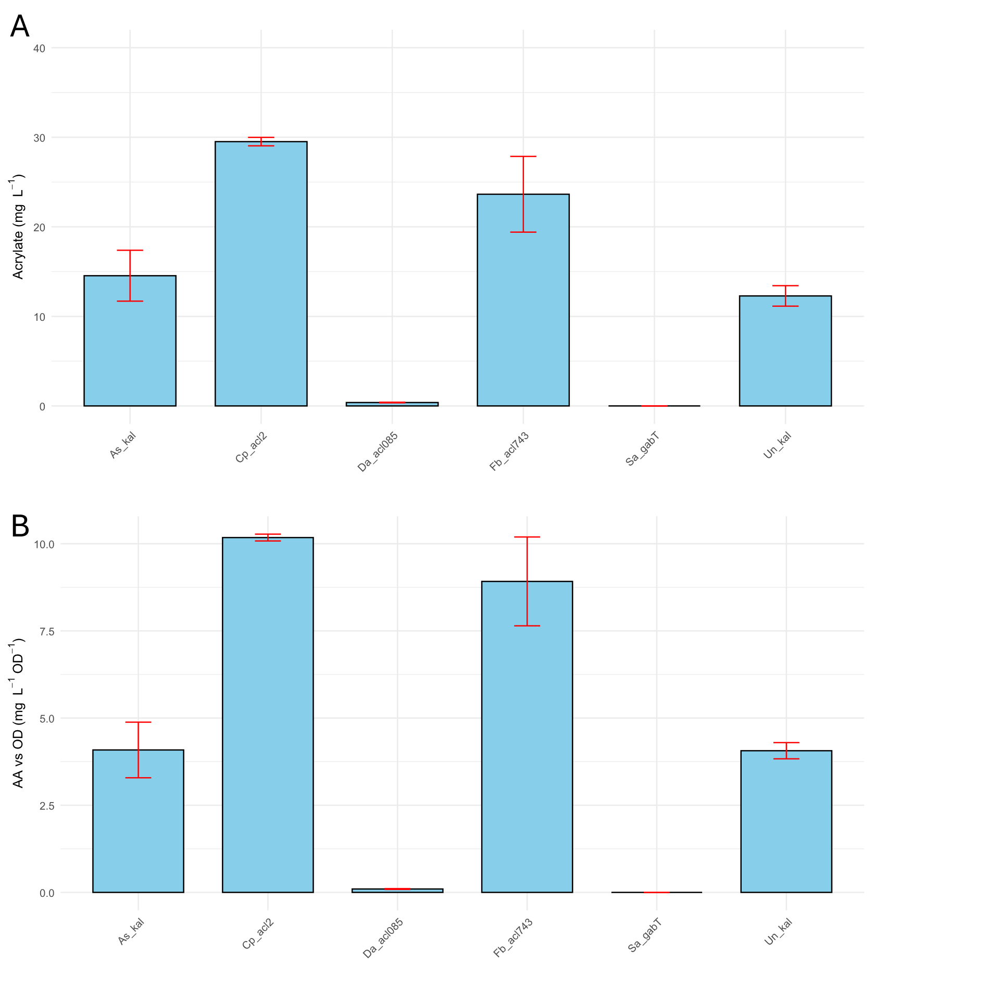 A
40
30
20
10
0
Acrylate (mg L⁻¹)
As_kal
Cp_acl2
Da_acl085
Fb_acl743
Sa_gabT
Un_kal
B
10.0
7.5
5.0
2.5
0.0
AA vs OD (mg L⁻¹ OD⁻¹)
As_kal
Cp_acl2
Da_acl085
Fb_acl743
Sa_gabT
Un_kal